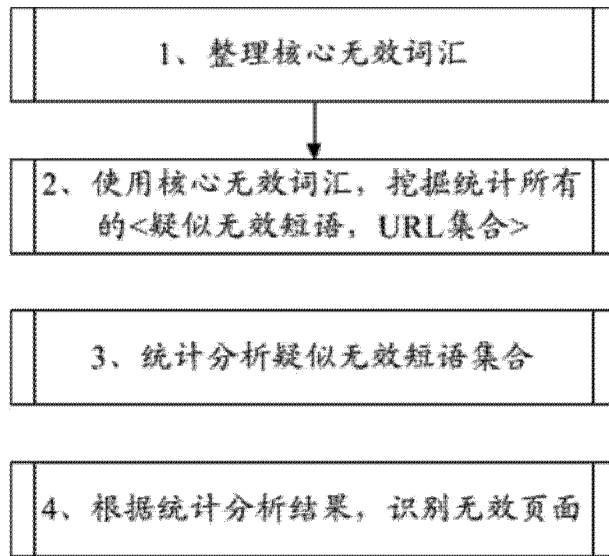 1、整理核心无效词汇
2、使用核心无效词汇，挖掘统计所有
的<疑似无效短语，URL集合>
3、统计分析疑似无效短语集合
4、根据统计分析结果，识别无效页面